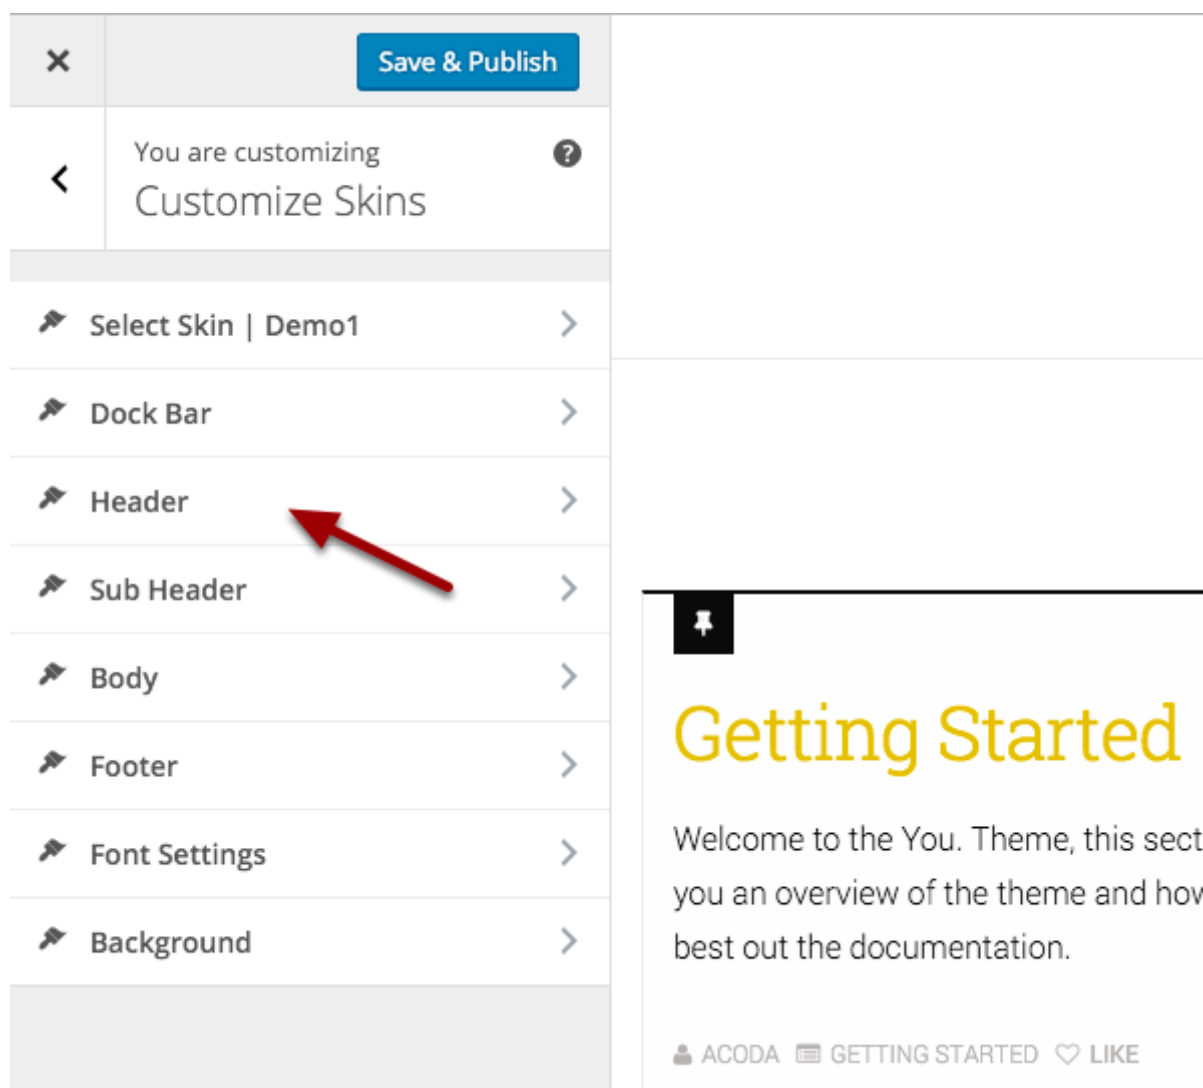 Save & Publish
You are customizing
Customize Skins
Select Skin | Demo1
Dock Bar
Header
Sub Header
Body
Footer
Font Settings
Background
Getting Started
Welcome to the You. Theme, this sect
you an overview of the theme and how
best out the documentation.
ACODA GETTING STARTED LIKE